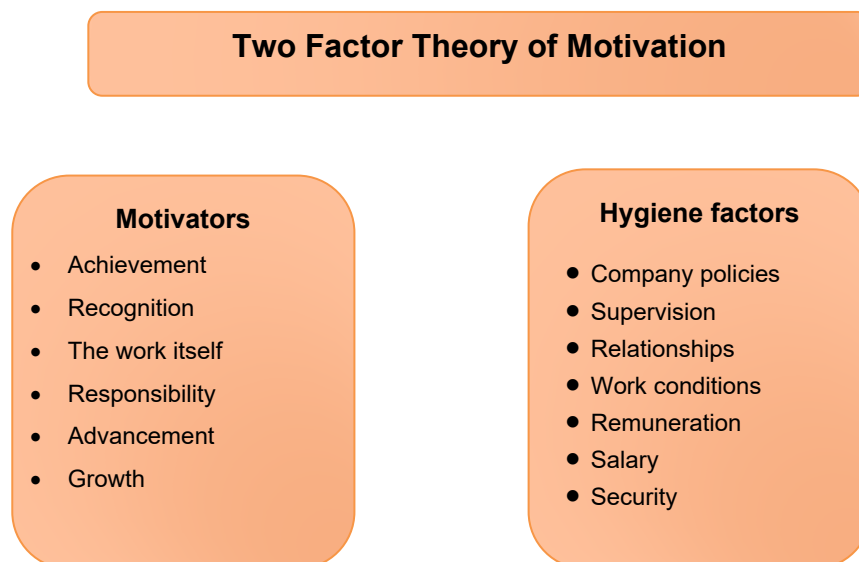 Two Factor Theory of Motivation
Motivators
• Achievement
• Recognition
• The work itself
• Responsibility
• Advancement
• Growth
Hygiene factors
• Company policies
• Supervision
• Relationships
• Work conditions
• Remuneration
• Salary
• Security